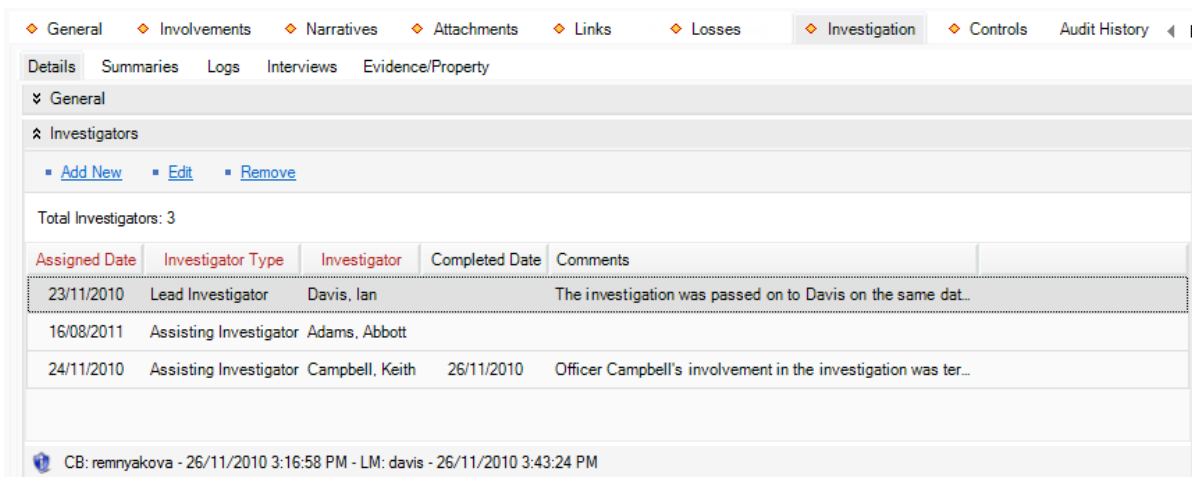 General Involvements Narratives Attachments Links Losses Investigation Controls Audit History
Details Summaries Logs Interviews Evidence/Property
General
Investigators
Add New Edit Remove
Total Investigators: 3
Assigned Date Investigator Type Investigator Completed Date Comments
23/11/2010 Lead Investigator Davis, Ian The investigation was passed on to Davis on the same dat...
16/08/2011 Assisting Investigator Adams, Abbott
24/11/2010 Assisting Investigator Campbell, Keith 26/11/2010 Officer Campbell's involvement in the investigation was ter...
CB: remnyakova - 26/11/2010 3:16:58 PM - LM: davis - 26/11/2010 3:43:24 PM